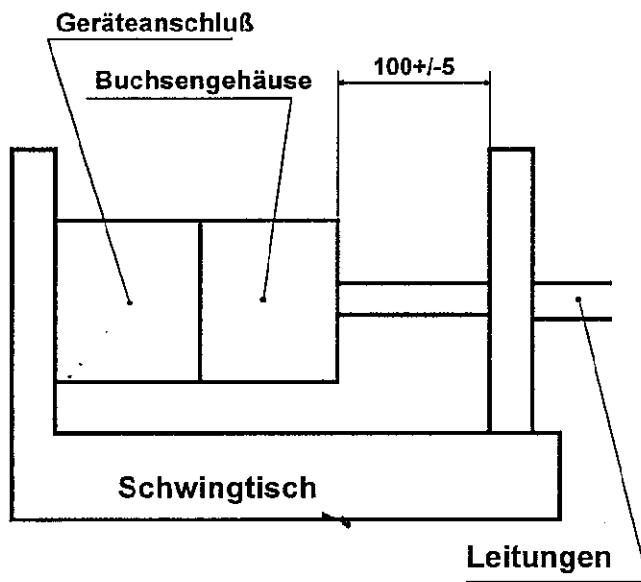 Geräteanschluß
Buchsengehäuse
100+/-5
Schwingtisch
Leitungen